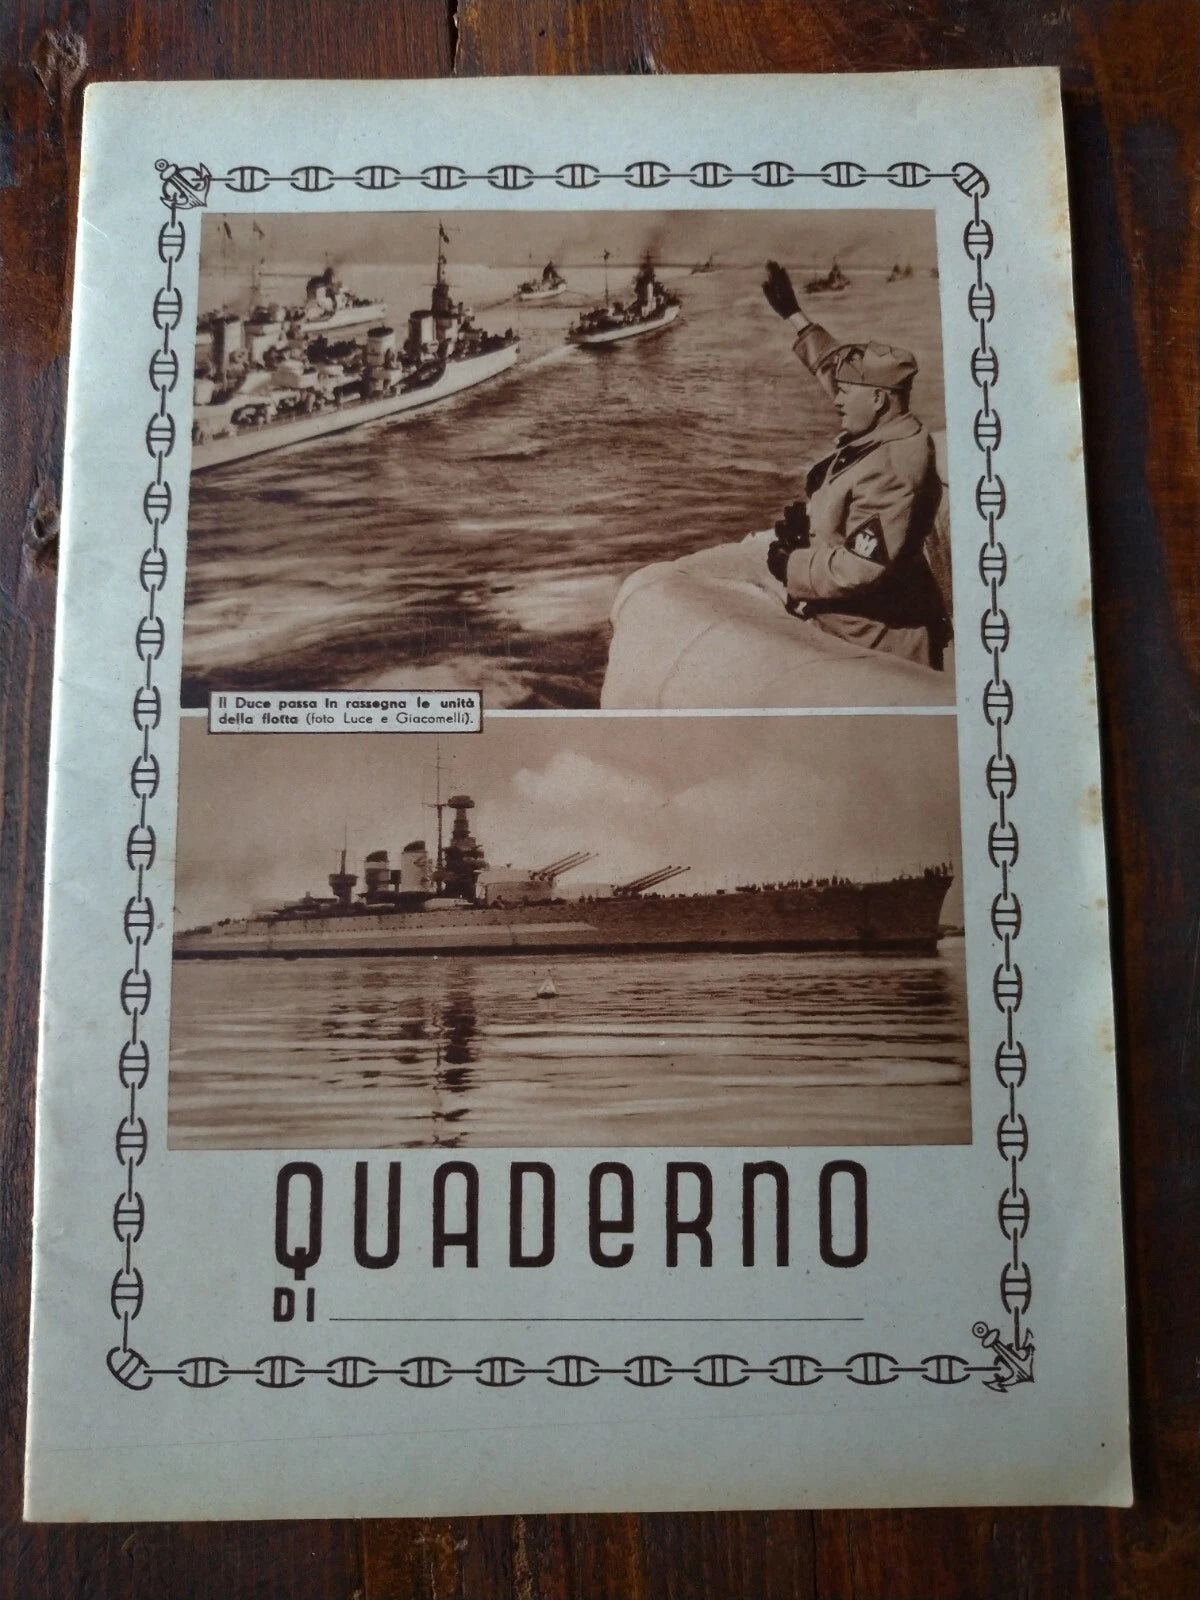 Il Duce passa in rassegna le unità
della flotta (foto Luce e Giacomelli).
QUADERNO
DI